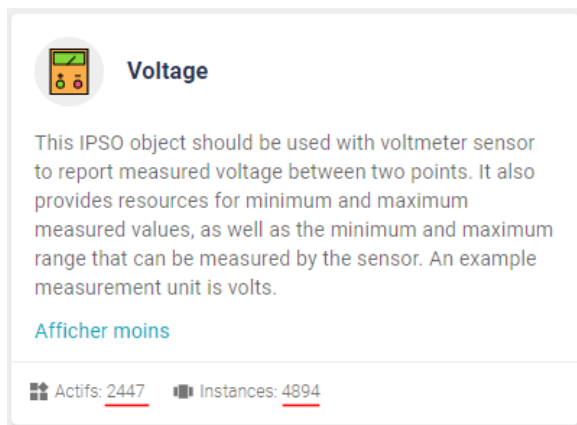 Voltage
This IPSO object should be used with voltmeter sensor
to report measured voltage between two points. It also
provides resources for minimum and maximum
measured values, as well as the minimum and maximum
range that can be measured by the sensor. An example
measurement unit is volts.
Afficher moins
Actifs: 2447 Instances: 4894